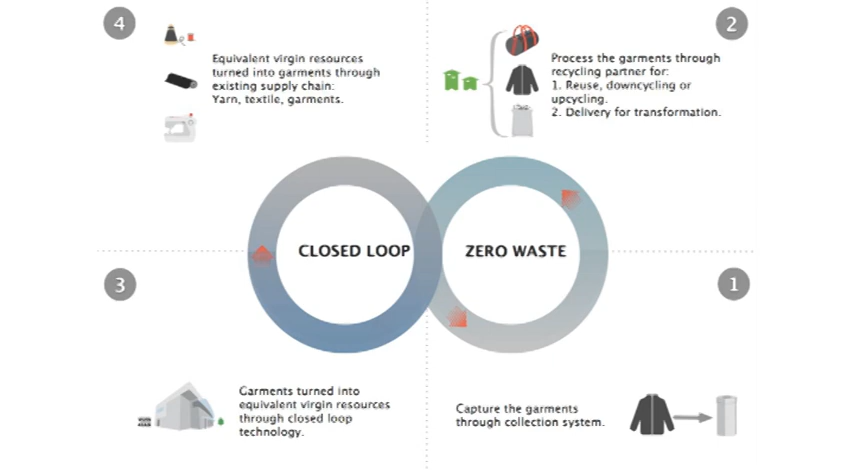 4
Equivalent virgin resources
turned into garments through
existing supply chain:
Yarn, textile, garments.
2
Process the garments through
recycling partner for:
1. Reuse, downcycling or
upcycling.
2. Delivery for transformation.
CLOSED LOOP
ZERO WASTE
3
Garments turned into
equivalent virgin resources
through closed loop
technology.
1
Capture the garments
through collection system.